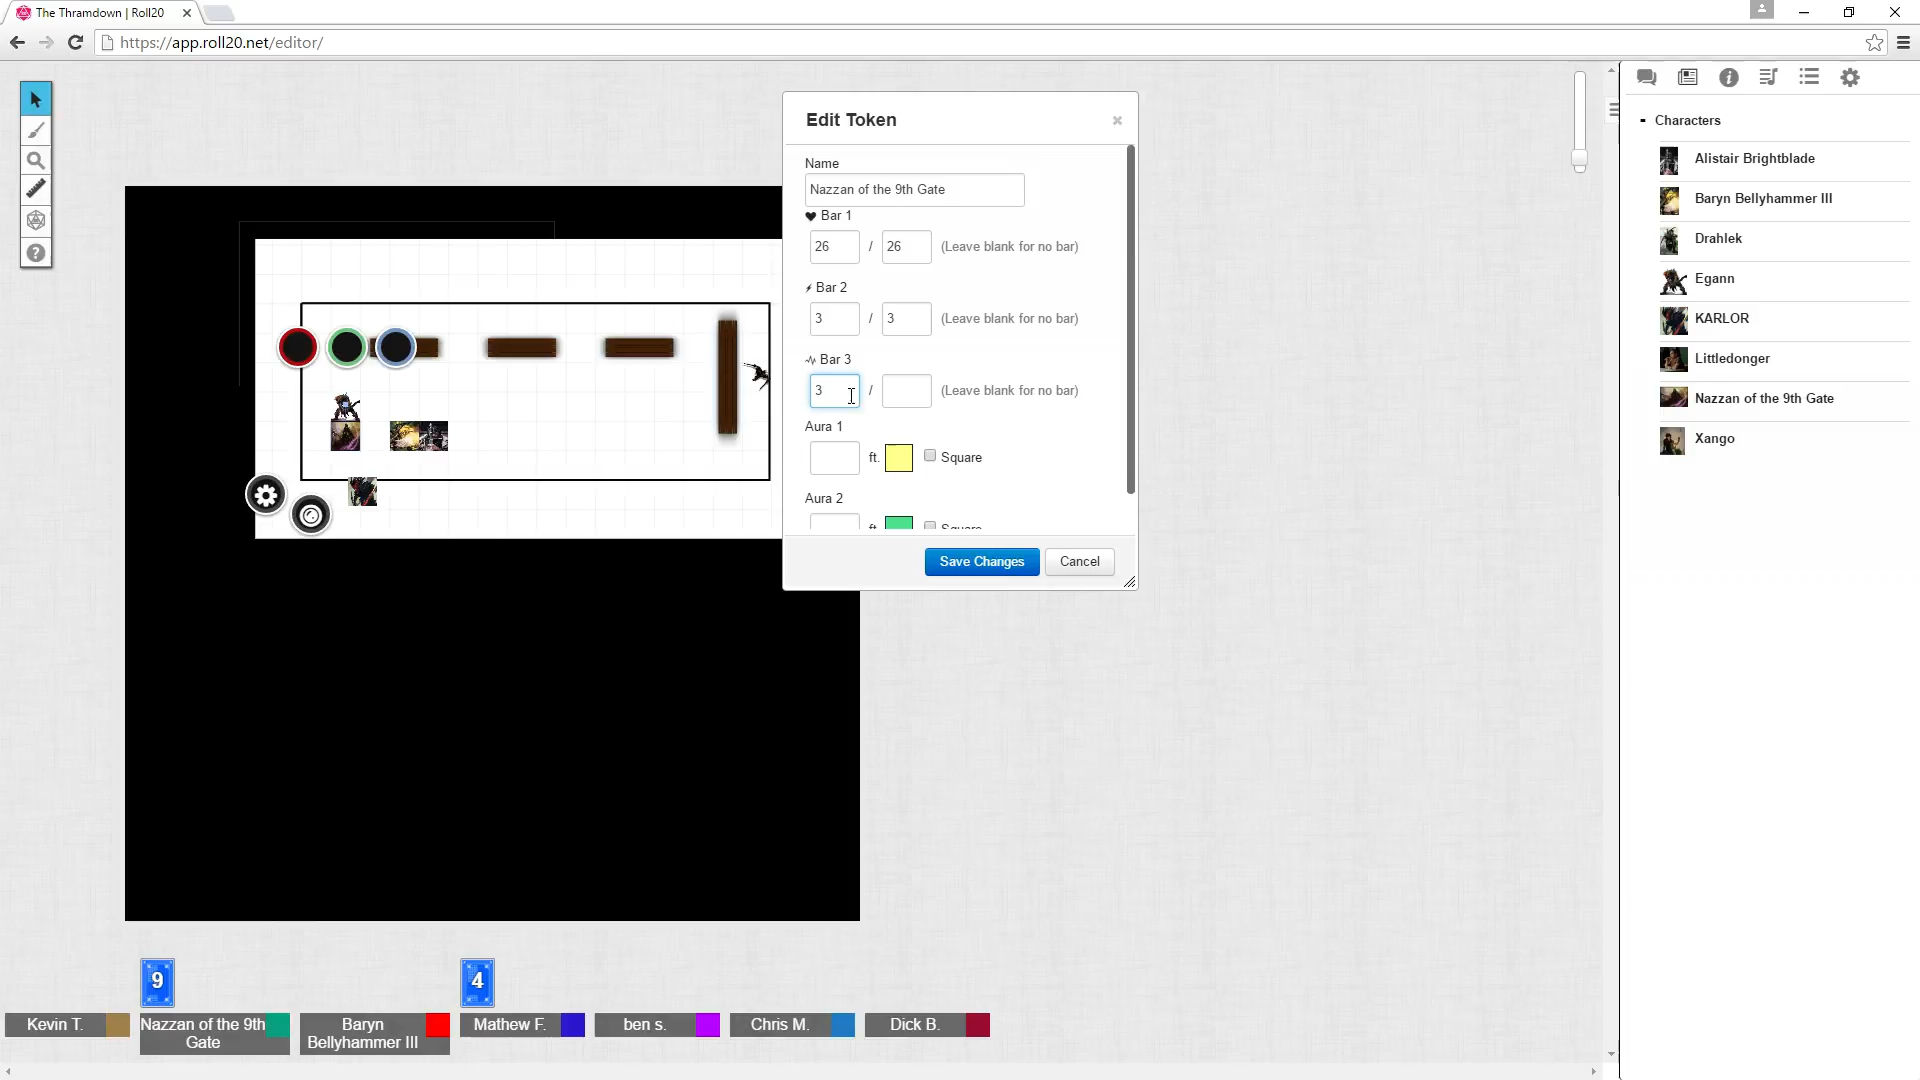 The Thramdown | Roll20
https://app.roll20.net/editor/
Edit Token
Name
Nazzan of the 9th Gate
Bar 1
26 / 26 (Leave blank for no bar)
Bar 2
3 / 3 (Leave blank for no bar)
Bar 3
3 / (Leave blank for no bar)
Aura 1
ft. Square
Aura 2
ft. Square
Save Changes Cancel
Characters
Alistair Brightblade
Baryn Bellyhammer III
Drahlek
Egann
KARLOR
Littledonger
Nazzan of the 9th Gate
Xango
9
4
Kevin T.
Nazzan of the 9th
Gate
Baryn
Bellyhammer III
Mathew F.
ben s.
Chris M.
Dick B.